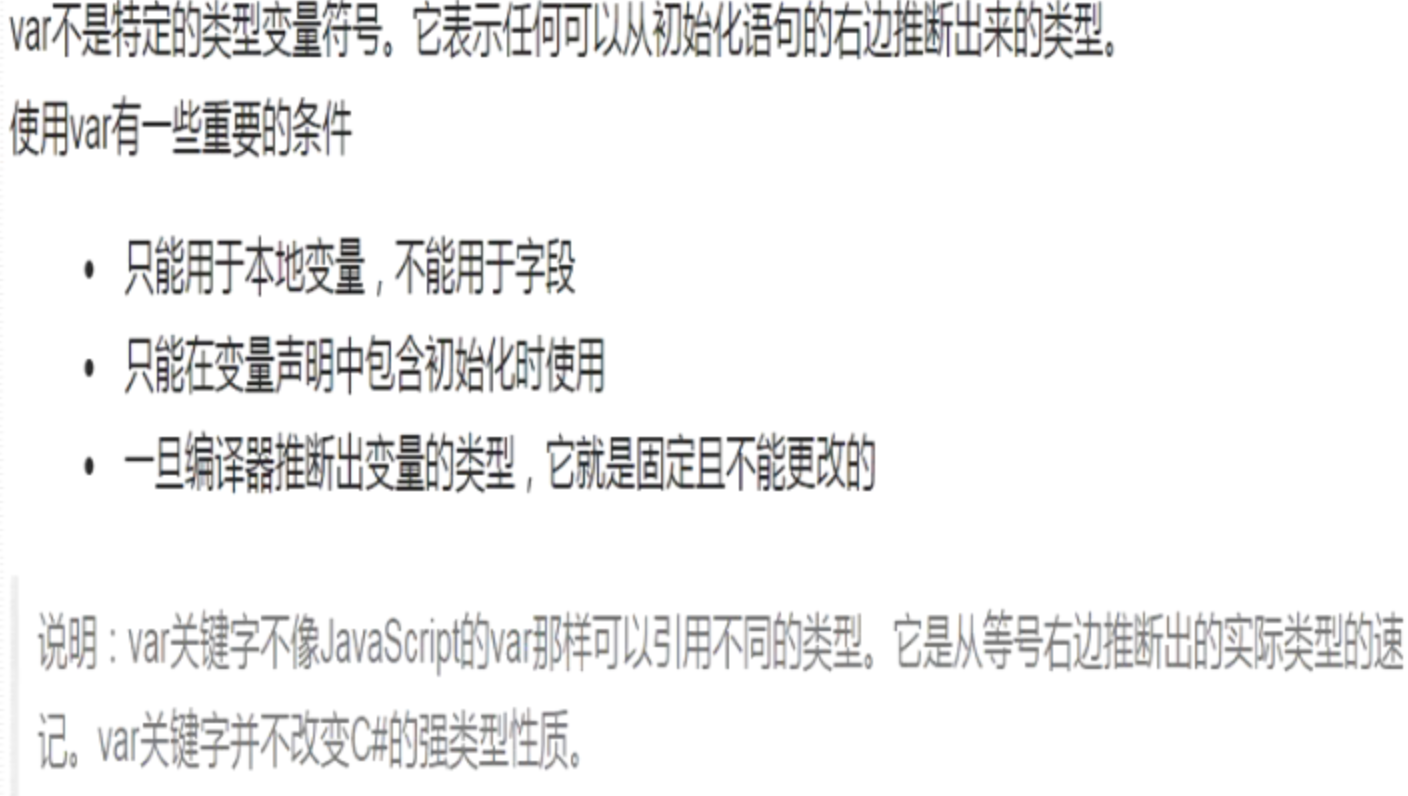 var不是特定的类型变量符号。它表示任何可以从初始化语句的右边推断出来的类型。
使用var有一些重要的条件
• 只能用于本地变量，不能用于字段
• 只能在变量声明中包含初始化时使用
• 一旦编译器推断出变量的类型，它就是固定且不能更改的
说明：var关键字不像JavaScript的var那样可以引用不同的类型。它是从等号右边推断出的实际类型的速
记。var关键字并不改变C#的强类型性质。